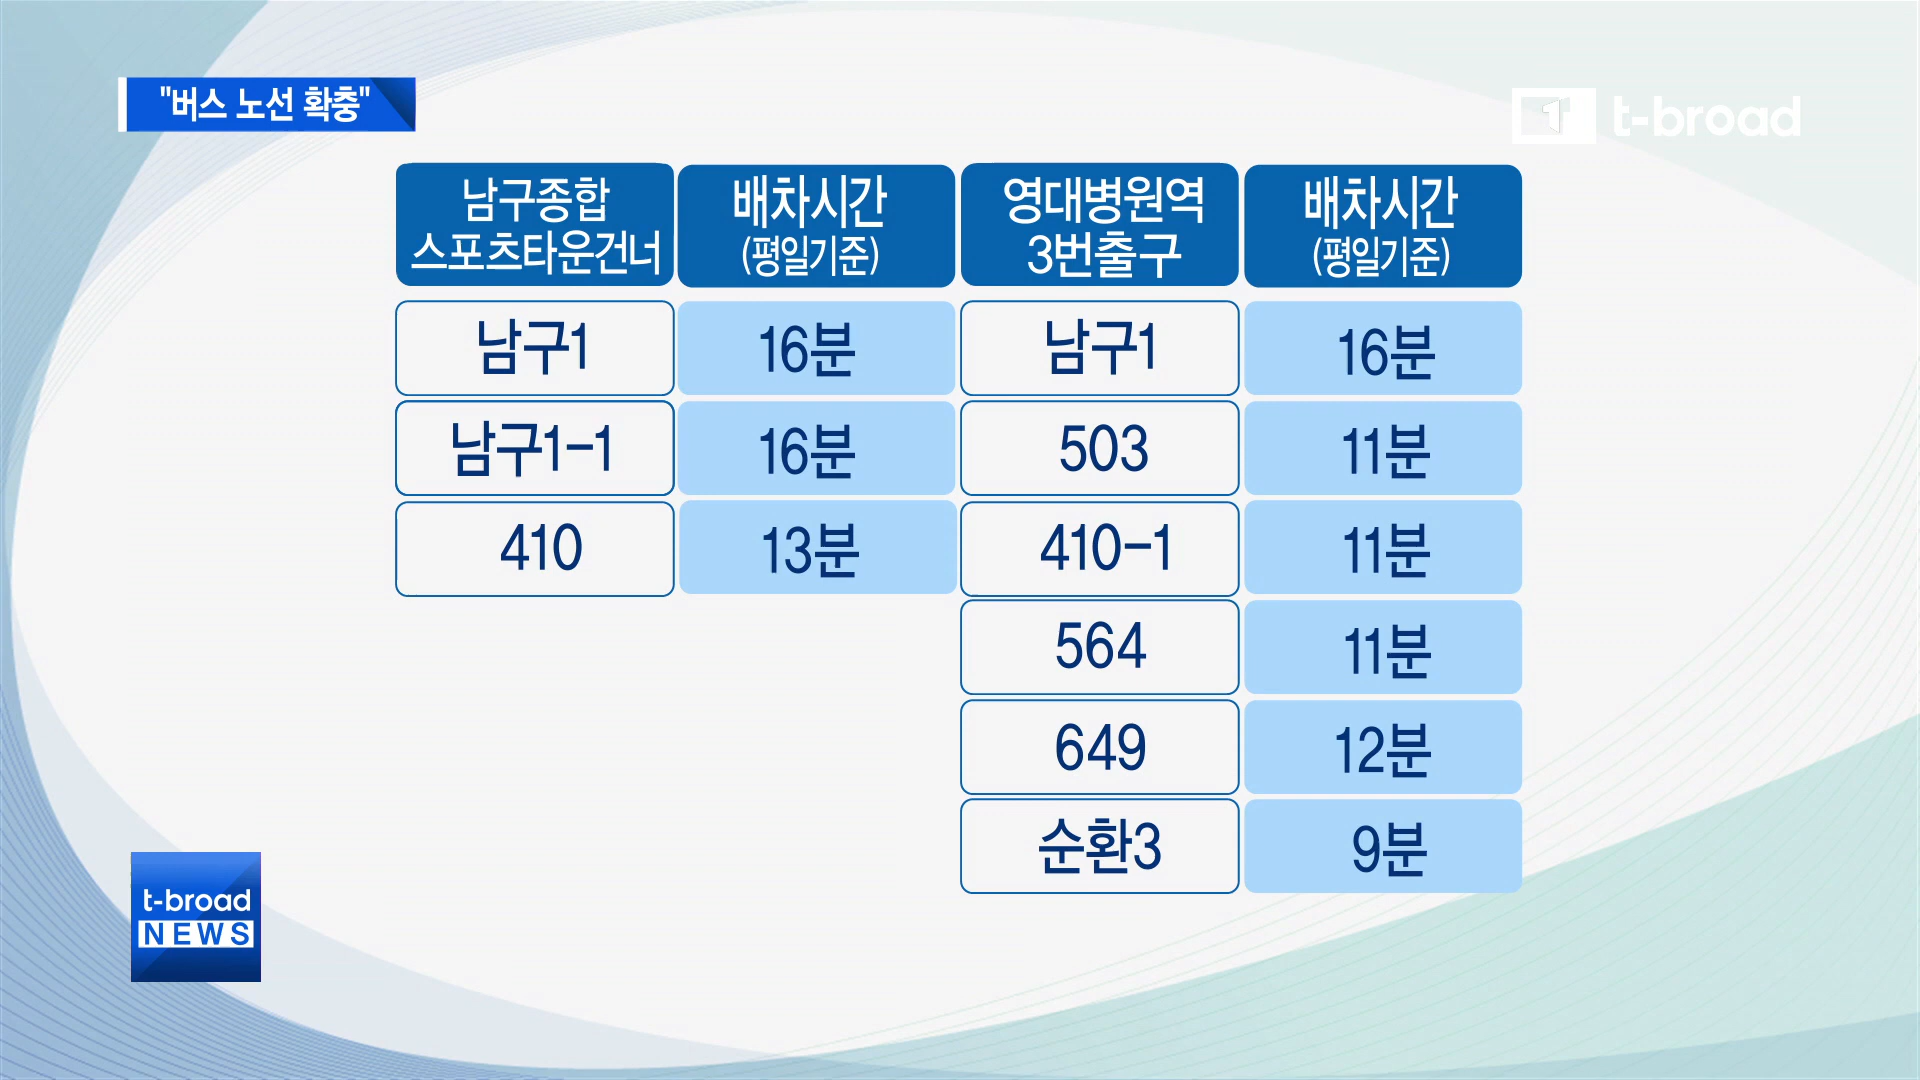 "버스 노선 확충"
t-broad
남구종합
스포츠타운건너
배차시간
(평일기준)
영대병원역
3번출구
배차시간
(평일기준)
남구1
16분
남구1
16분
남구1-1
16분
503
11분
410
13분
410-1
11분
564
11분
649
12분
순환3
9분
t-broad
NEWS